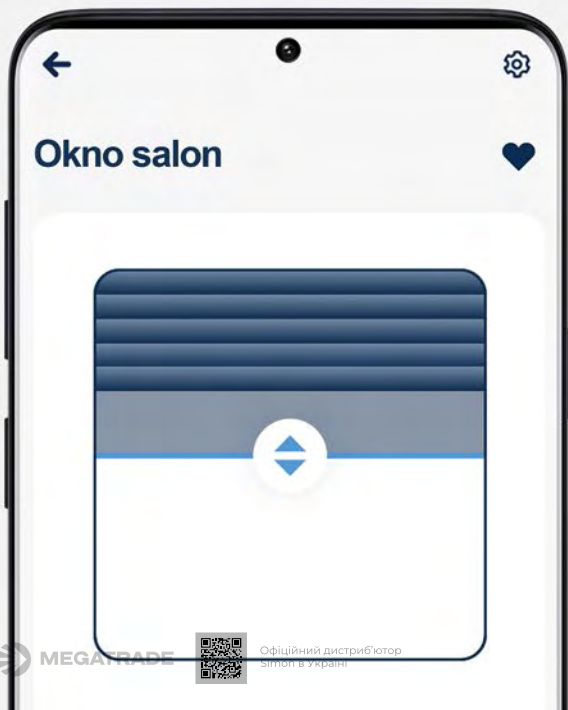 Okno salon
MEGATRADE
Офіційний дистриб'ютор
Simon в Україні